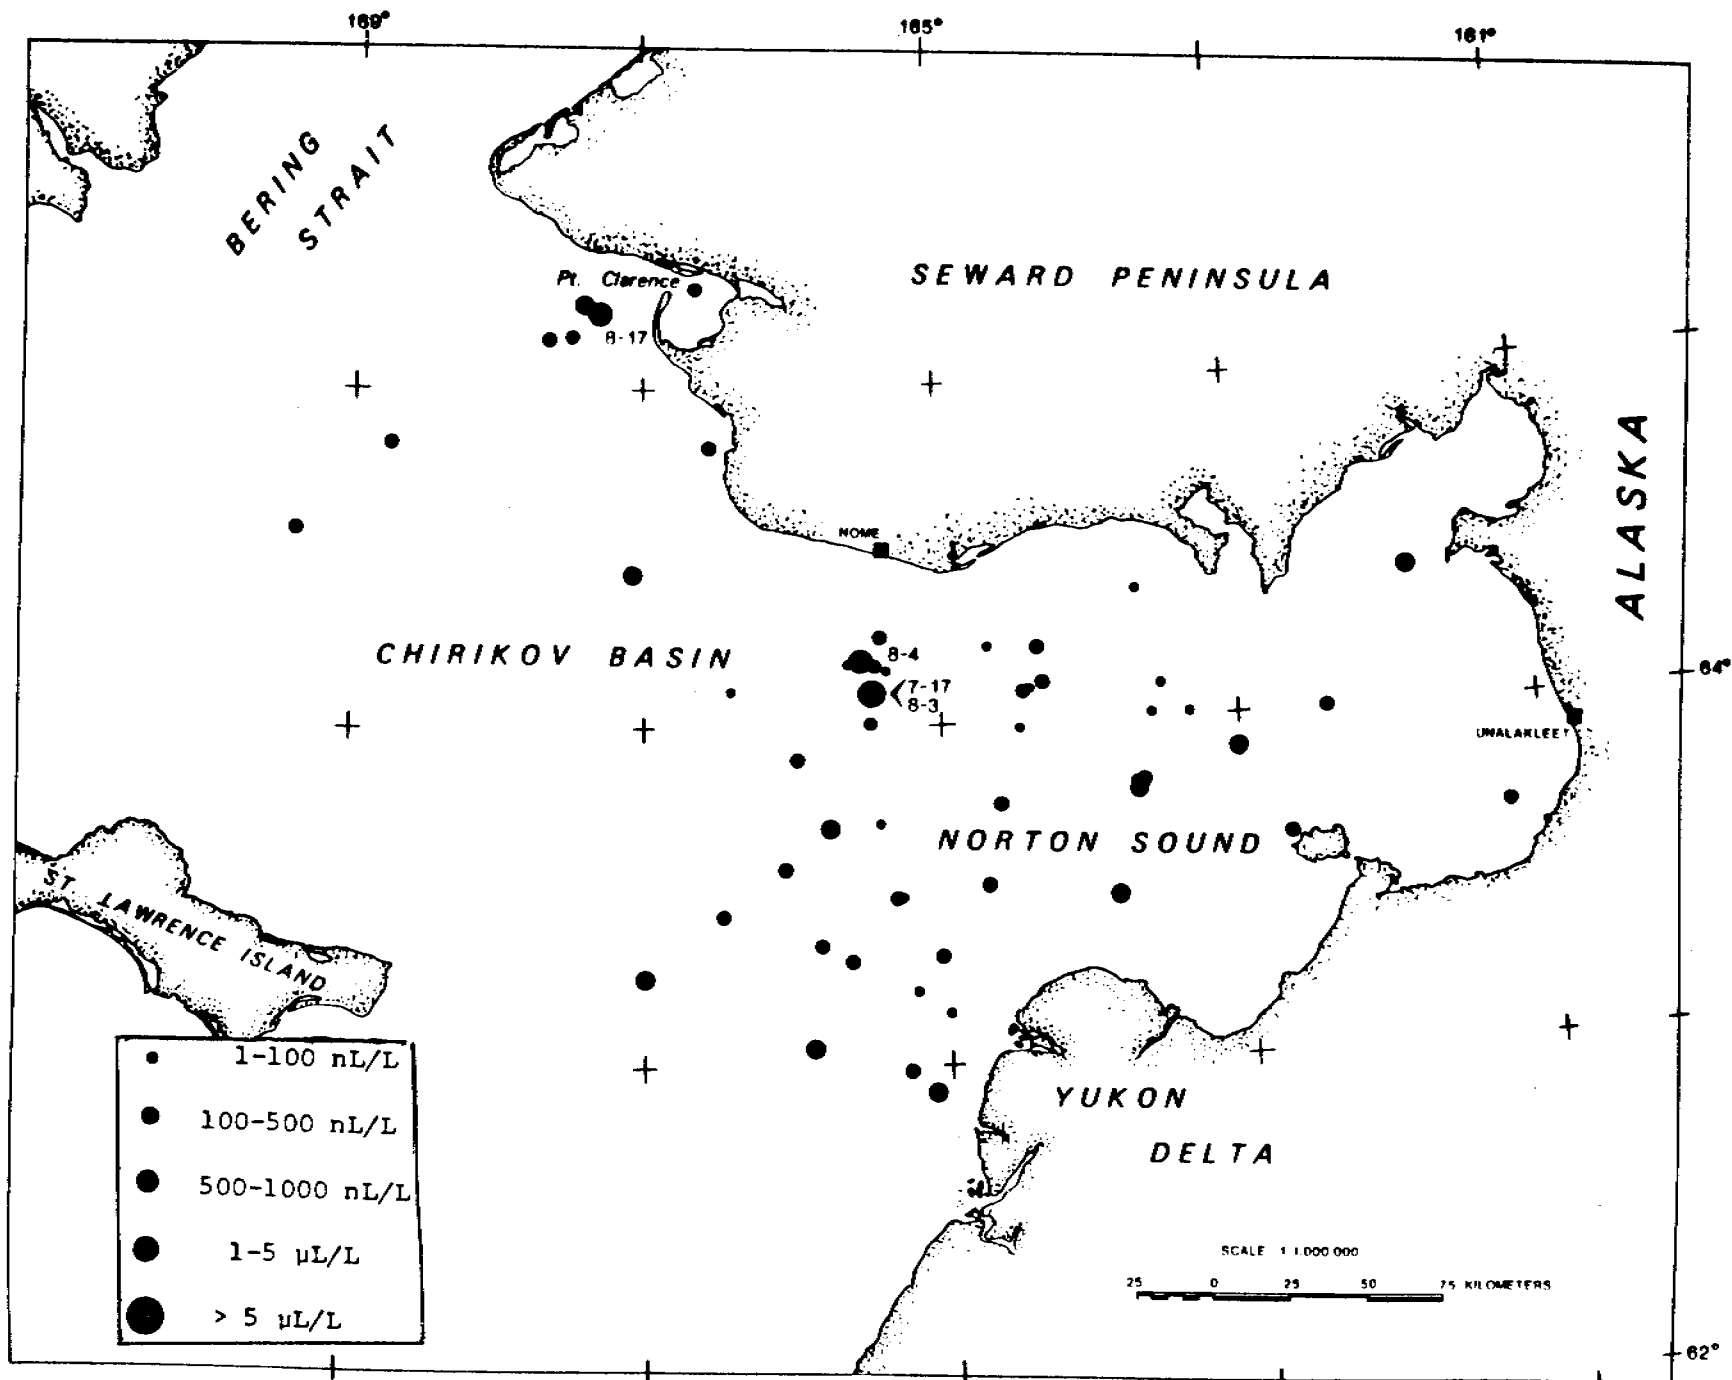 169° 165° 161°
BERING
STRAIT
Pt. Clarence
SEWARD PENINSULA
8-17
ALASKA
NOME
CHIRIKOV BASIN
8-4
64°
7-17
8-3
UNALAKLEET
NORTON SOUND
ST. LAWRENCE ISLAND
1-100 nL/L
100-500 nL/L
500-1000 nL/L
1-5 µL/L
> 5 µL/L
YUKON
DELTA
SCALE 1:1,000,000
25 0 25 50 75 KILOMETERS
62°